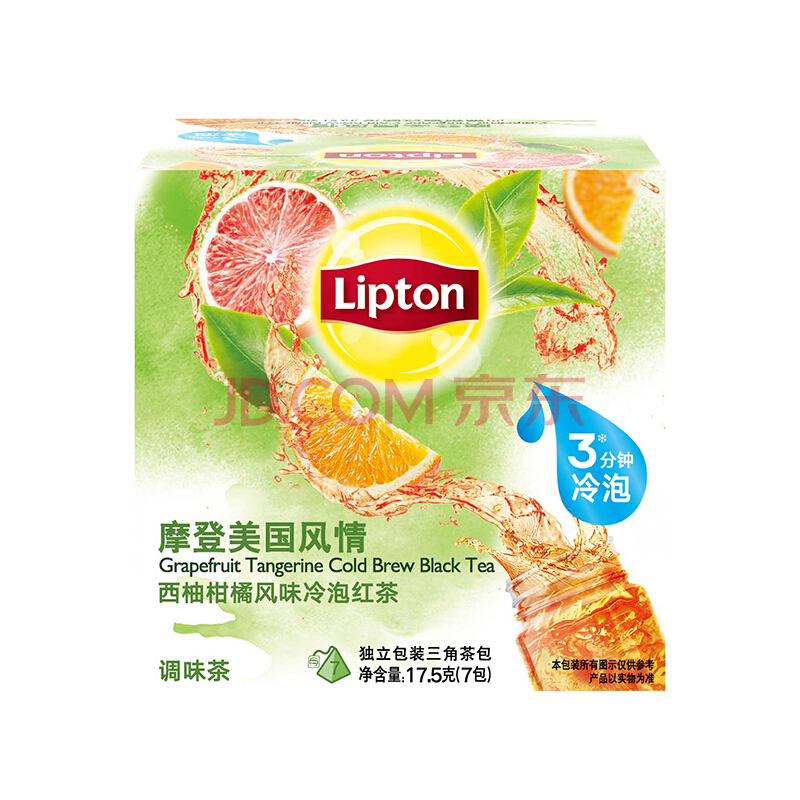 Lipton
JD.COM 京东
3*分钟
冷泡
摩登美国风情
Grapefruit Tangerine Cold Brew Black Tea
西柚柑橘风味冷泡红茶
调味茶
7
独立包装三角茶包
净含量:17.5克(7包)
本包装所有图示仅供参考
产品以实物为准